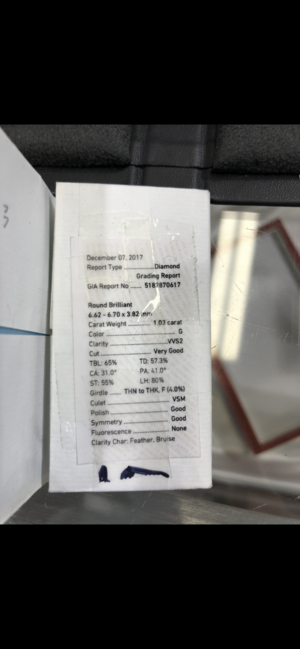 3
December 07, 2017
Report Type Diamond
Grading Report
GIA Report No 5183870617
Round Brilliant
6.62 - 6.70 x 3.82 mm
Carat Weight 1.03 carat
Color G
Clarity VVS2
Cut Very Good
TBL: 65% TD: 57.3%
CA: 31.0° PA: 41.0°
ST: 55% LH: 80%
Girdle THN to THK, F (4.0%)
Culet VSM
Polish Good
Symmetry Good
Fluorescence None
Clarity Char: Feather, Bruise